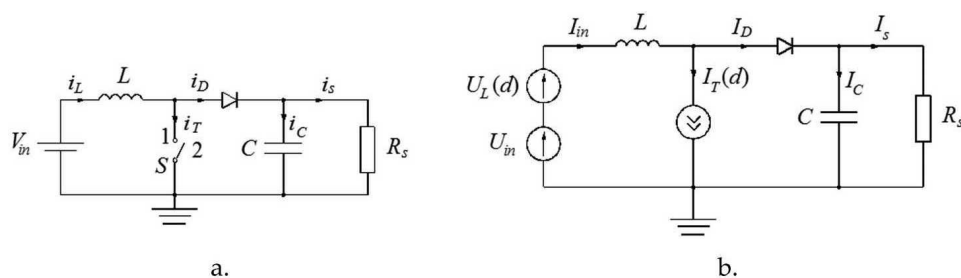 i_L L i_D i_s
V_in 1 i_T 2 S C i_C R_s
a.
I_in L I_D I_s
U_L(d) I_T(d) I_C
U_in C R_s
b.